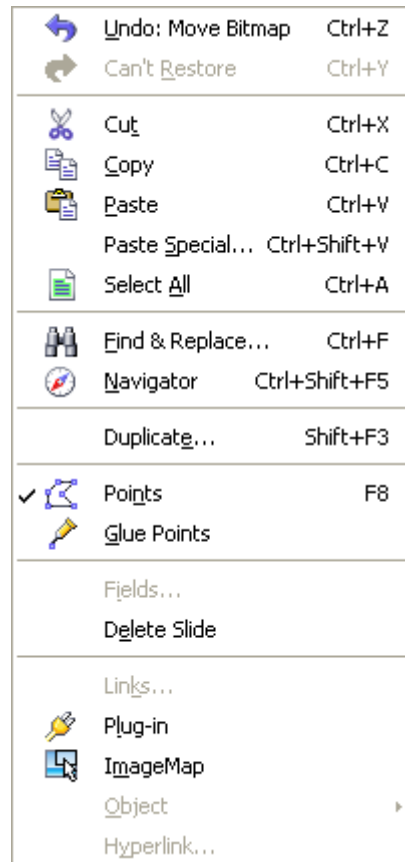 Undo: Move Bitmap Ctrl+Z
Can't Restore Ctrl+Y
Cut Ctrl+X
Copy Ctrl+C
Paste Ctrl+V
Paste Special... Ctrl+Shift+V
Select All Ctrl+A
Find & Replace... Ctrl+F
Navigator Ctrl+Shift+F5
Duplicate... Shift+F3
Points F8
Glue Points
Fields...
Delete Slide
Links...
Plug-in
ImageMap
Object
Hyperlink...